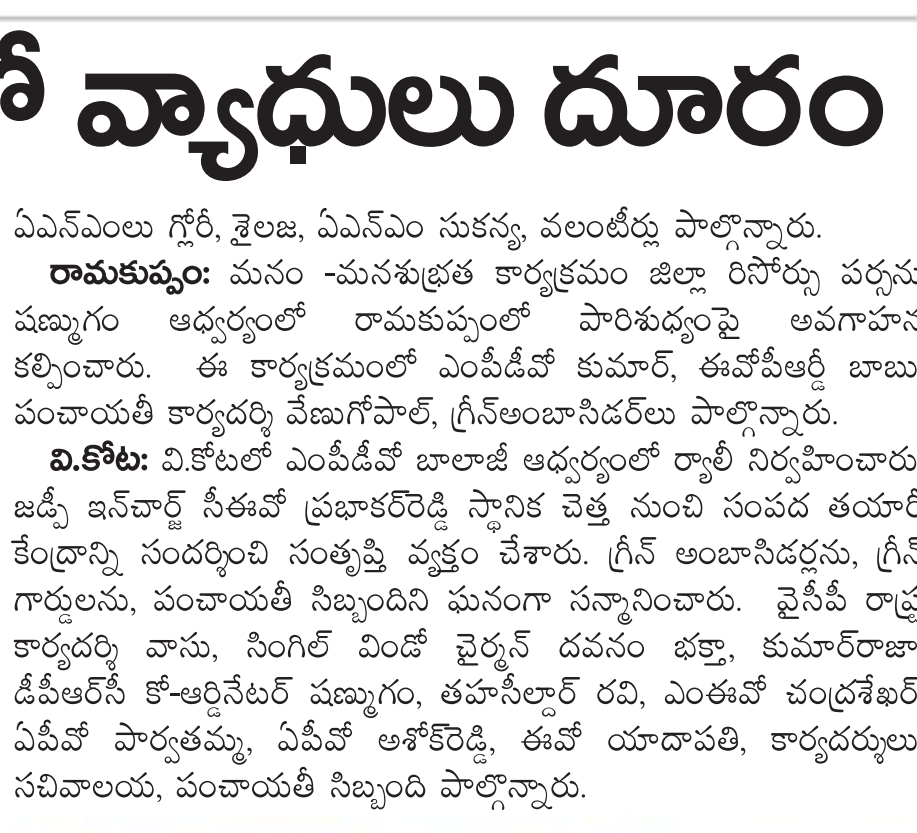 వ్యాధులు దూరం
ఏఎన్ఎంలు గ్లోరీ, శైలజ, ఏఎన్ఎం సుకన్య, వలంటీర్లు పాల్గొన్నారు.
రామకుప్పం: మనం -మనశుభ్రత కార్యక్రమం జిల్లా రిసోర్సు పర్సను
షణ్ముగం ఆధ్వర్యంలో రామకుప్పంలో పారిశుధ్యంపై అవగాహన
కల్పించారు. ఈ కార్యక్రమంలో ఎంపీడీవో కుమార్, ఈవోపీఆర్డీ బాబు
పంచాయతీ కార్యదర్శి వేణుగోపాల్, గ్రీన్అంబాసిడర్‌లు పాల్గొన్నారు.
వి.కోట: వి.కోటలో ఎంపీడీవో బాలాజీ ఆధ్వర్యంలో ర్యాలీ నిర్వహించారు
జడ్పీ ఇన్‌చార్జ్ సీఈవో ప్రభాకర్‌రెడ్డి స్థానిక చెత్త నుంచి సంపద తయారీ
కేంద్రాన్ని సందర్శించి సంతృప్తి వ్యక్తం చేశారు. గ్రీన్ అంబాసిడర్లను, గ్రీన్
గార్డులను, పంచాయతీ సిబ్బందిని ఘనంగా సన్మానించారు. వైసీపీ రాష్ట్ర
కార్యదర్శి వాసు, సింగిల్ విండో చైర్మన్ దవనం భక్తా, కుమార్‌రాజా
డీపీఆర్‌సీ కో-ఆర్డినేటర్ షణ్ముగం, తహసీల్దార్ రవి, ఎంఈవో చంద్రశేఖర్
ఏపీవో పార్వతమ్మ, ఏపీవో అశోక్‌రెడ్డి, ఈవో యాదాపతి, కార్యదర్శులు
సచివాలయ, పంచాయతీ సిబ్బంది పాల్గొన్నారు.